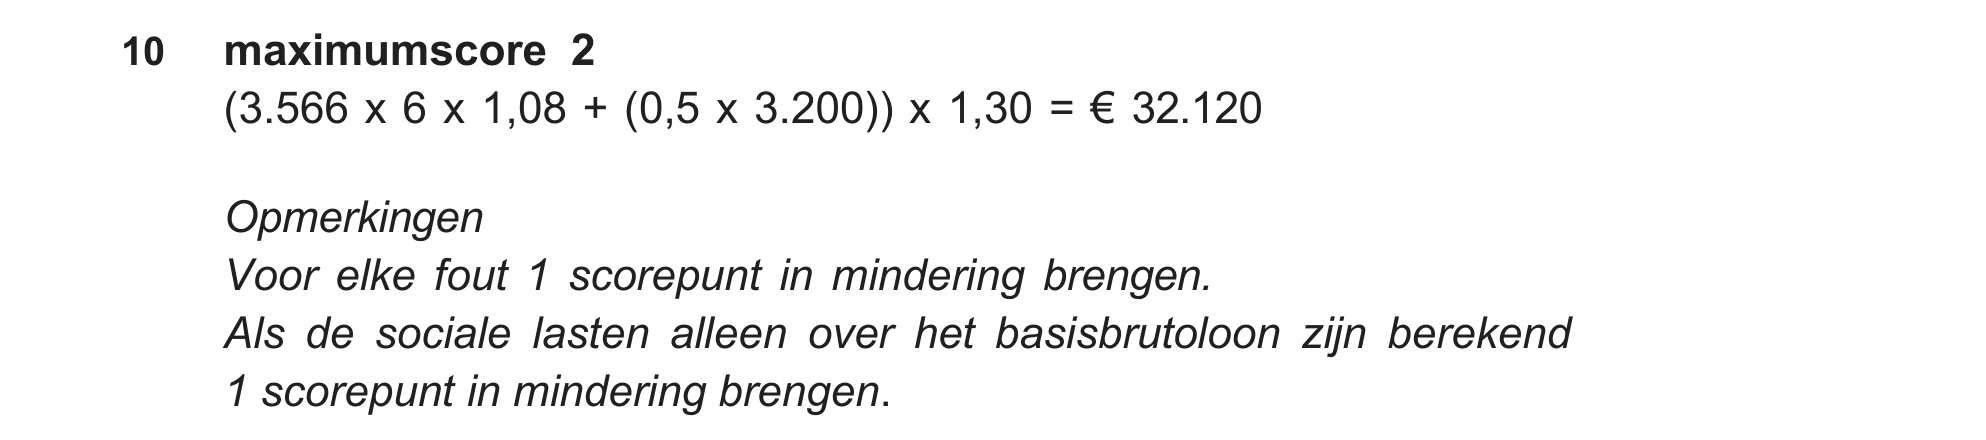 10 maximumscore 2
(3.566 x 6 x 1,08 + (0,5 x 3.200)) x 1,30 = € 32.120
Opmerkingen
Voor elke fout 1 scorepunt in mindering brengen.
Als de sociale lasten alleen over het basisbrutoloon zijn berekend
1 scorepunt in mindering brengen.